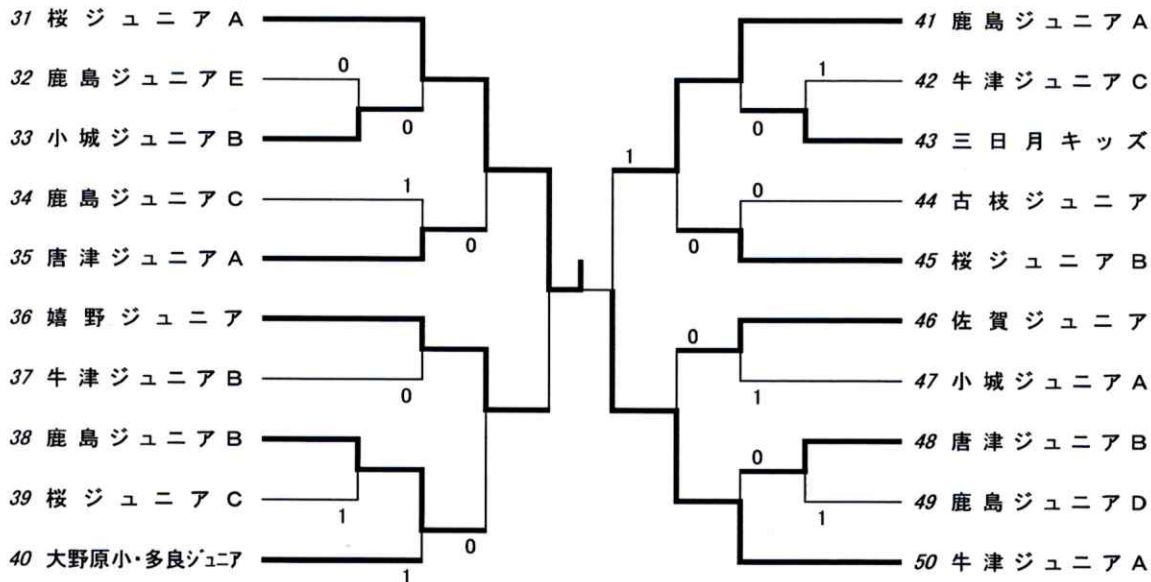 31 桜ジュニアA
32 鹿島ジュニアE
0
33 小城ジュニアB
0
34 鹿島ジュニアC
1
35 唐津ジュニアA
0
36 嬉野ジュニア
37 牛津ジュニアB
0
38 鹿島ジュニアB
39 桜ジュニアC
1
0
40 大野原小・多良ジュニア
1
41 鹿島ジュニアA
1
42 牛津ジュニアC
0
43 三日月キッズ
1
0
44 古枝ジュニア
0
45 桜ジュニアB
0
46 佐賀ジュニア
1
47 小城ジュニアA
0
48 唐津ジュニアB
1
49 鹿島ジュニアD
50 牛津ジュニアA